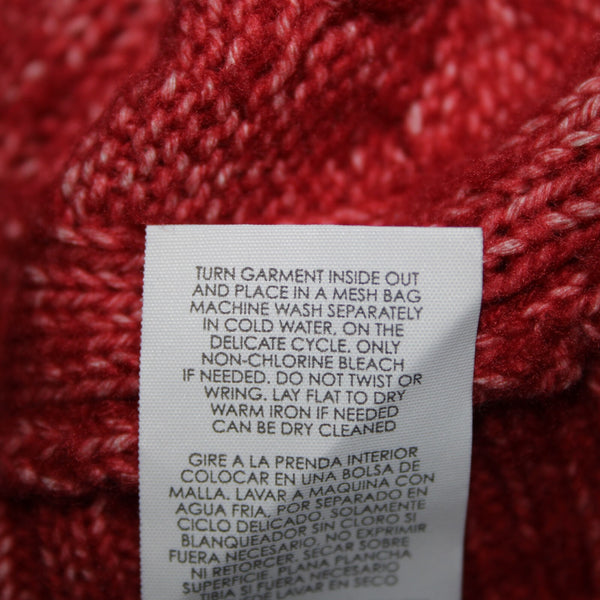 TURN GARMENT INSIDE OUT
AND PLACE IN A MESH BAG
MACHINE WASH SEPARATELY
IN COLD WATER, ON THE
DELICATE CYCLE. ONLY
NON-CHLORINE BLEACH
IF NEEDED. DO NOT TWIST OR
WRING. LAY FLAT TO DRY
WARM IRON IF NEEDED
CAN BE DRY CLEANED
GIRE A LA PRENDA INTERIOR
COLOCAR EN UNA BOLSA DE
MALLA. LAVAR A MAQUINA CON
AGUA FRIA, POR SEPARADO EN
CICLO DELICADO. SOLAMENTE
BLANQUEADOR SIN CLORO SI
FUERA NECESARIO. NO EXPRIMIR
NI RETORCER. SECAR SOBRE
SUPERFICIE. PLANA PLANCHA
TIBIA SI FUERA NECESARIO
DE LAVAR EN SECO